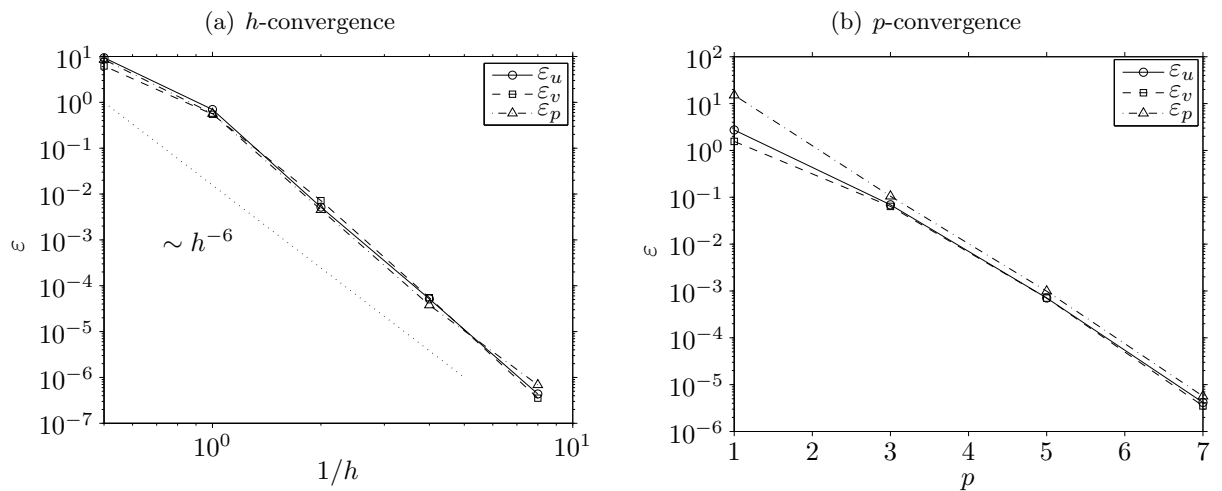 (a) h-convergence
10^1
10^0
10^{-1}
10^{-2}
10^{-3}
10^{-4}
10^{-5}
10^{-6}
10^{-7}
ε
ε_u
ε_v
ε_p
∼ h^{-6}
10^0
10^1
1/h
(b) p-convergence
10^2
10^1
10^0
10^{-1}
10^{-2}
10^{-3}
10^{-4}
10^{-5}
10^{-6}
ε
ε_u
ε_v
ε_p
1 2 3 4 5 6 7
p